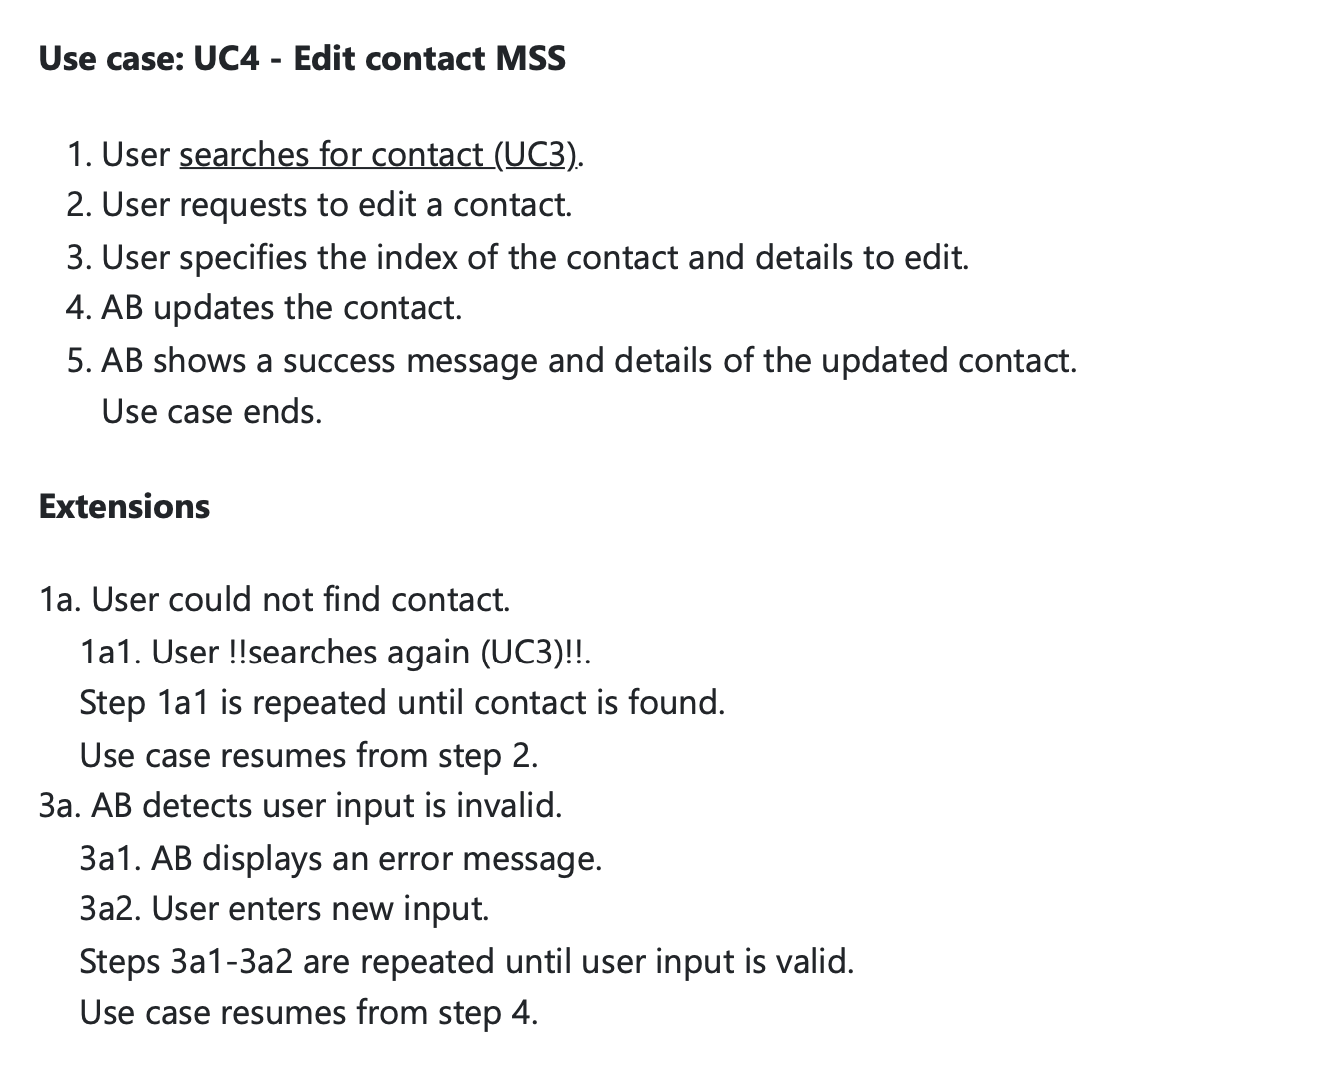 Use case: UC4 - Edit contact MSS
1. User searches for contact (UC3).
2. User requests to edit a contact.
3. User specifies the index of the contact and details to edit.
4. AB updates the contact.
5. AB shows a success message and details of the updated contact.
Use case ends.
Extensions
1a. User could not find contact.
1a1. User !!searches again (UC3)!!.
Step 1a1 is repeated until contact is found.
Use case resumes from step 2.
3a. AB detects user input is invalid.
3a1. AB displays an error message.
3a2. User enters new input.
Steps 3a1-3a2 are repeated until user input is valid.
Use case resumes from step 4.